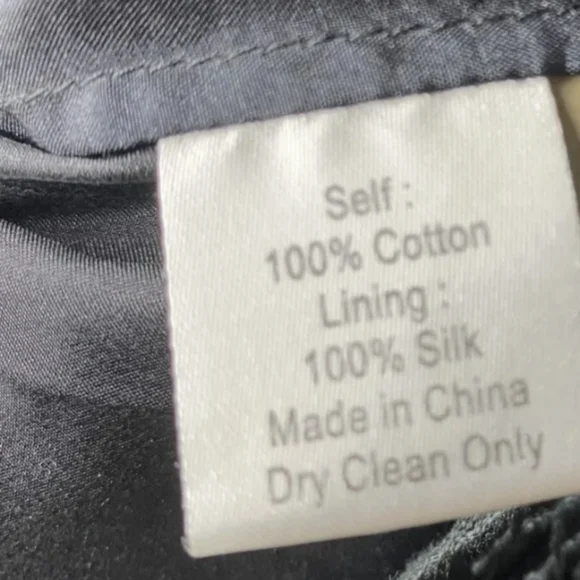 Self :
100% Cotton
Lining :
100% Silk
Made in China
Dry Clean Only